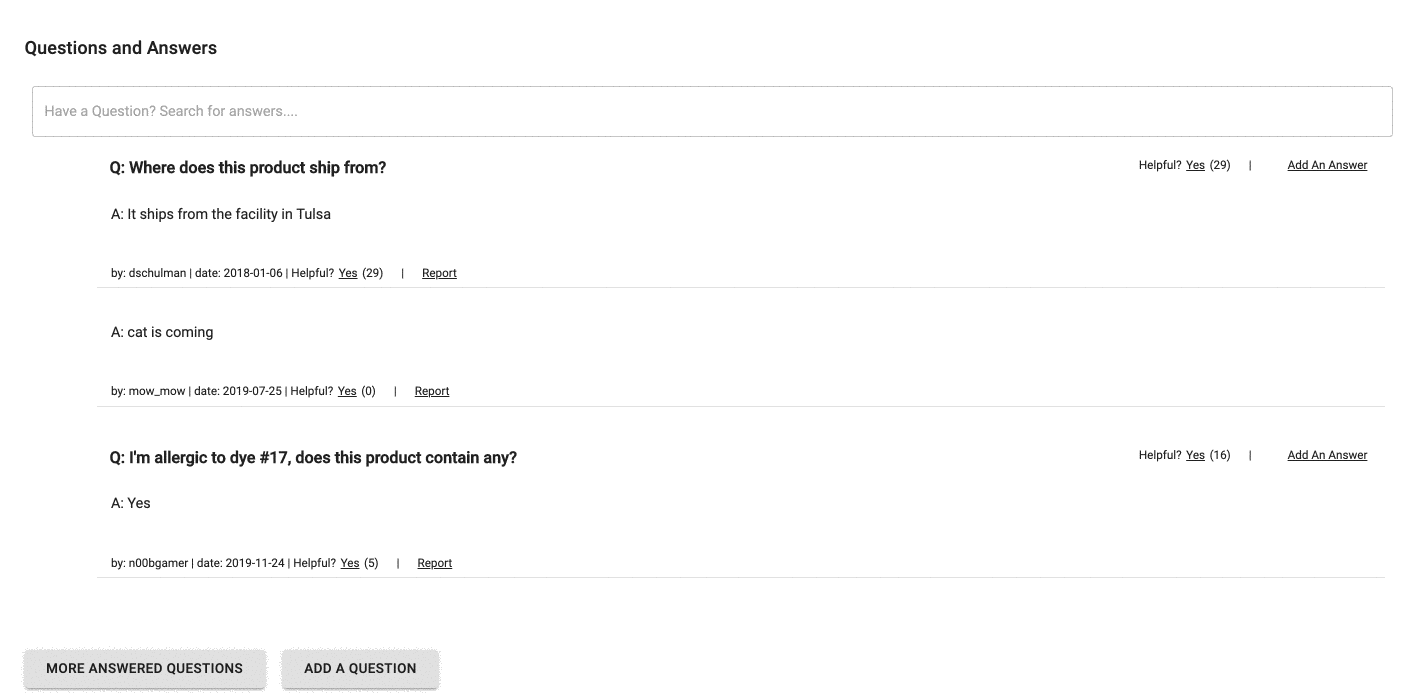 Questions and Answers
Have a Question? Search for answers....
Q: Where does this product ship from? Helpful? Yes (29) | Add An Answer
A: It ships from the facility in Tulsa
by: dschulman | date: 2018-01-06 | Helpful? Yes (29) | Report
A: cat is coming
by: mow_mow | date: 2019-07-25 | Helpful? Yes (0) | Report
Q: I'm allergic to dye #17, does this product contain any? Helpful? Yes (16) | Add An Answer
A: Yes
by: n00bgamer | date: 2019-11-24 | Helpful? Yes (5) | Report
MORE ANSWERED QUESTIONS ADD A QUESTION